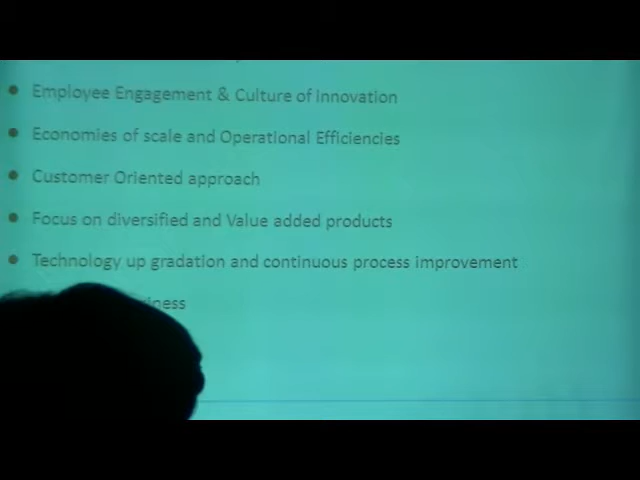 Employee Engagement & Culture of Innovation
Economies of scale and Operational Efficiencies
Customer Oriented approach
Focus on diversified and Value added products
Technology up gradation and continuous process improvement